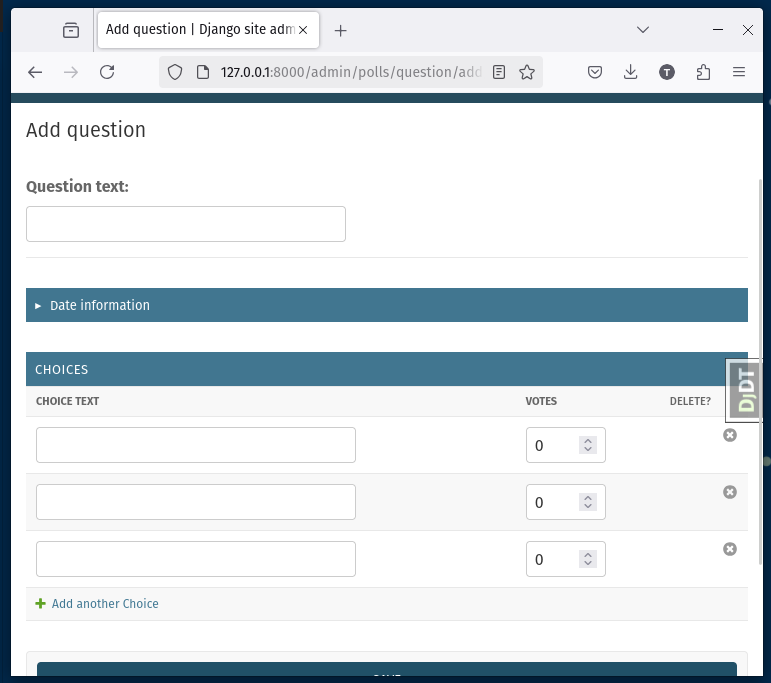 Add question | Django site adm
127.0.0.1:8000/admin/polls/question/add
T
Add question
Question text:
Date information
CHOICES
DjDT
CHOICE TEXT VOTES DELETE?
0
0
0
Add another Choice